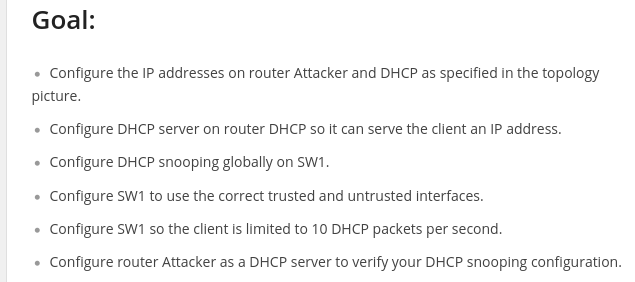 Goal:
Configure the IP addresses on router Attacker and DHCP as specified in the topology
picture.
Configure DHCP server on router DHCP so it can serve the client an IP address.
Configure DHCP snooping globally on SW1.
Configure SW1 to use the correct trusted and untrusted interfaces.
Configure SW1 so the client is limited to 10 DHCP packets per second.
Configure router Attacker as a DHCP server to verify your DHCP snooping configuration.